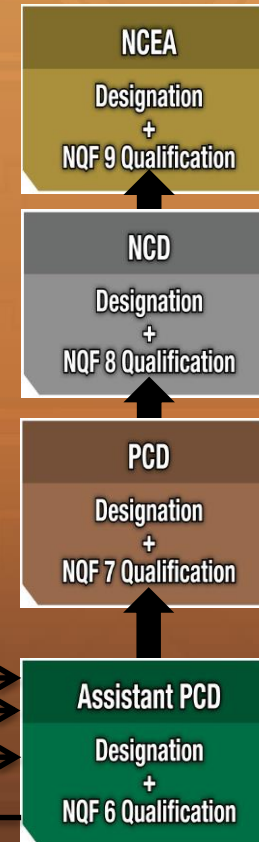 NCEA
Designation
+
NQF 9 Qualification
NCD
Designation
+
NQF 8 Qualification
PCD
Designation
+
NQF 7 Qualification
Assistant PCD
Designation
+
NQF 6 Qualification